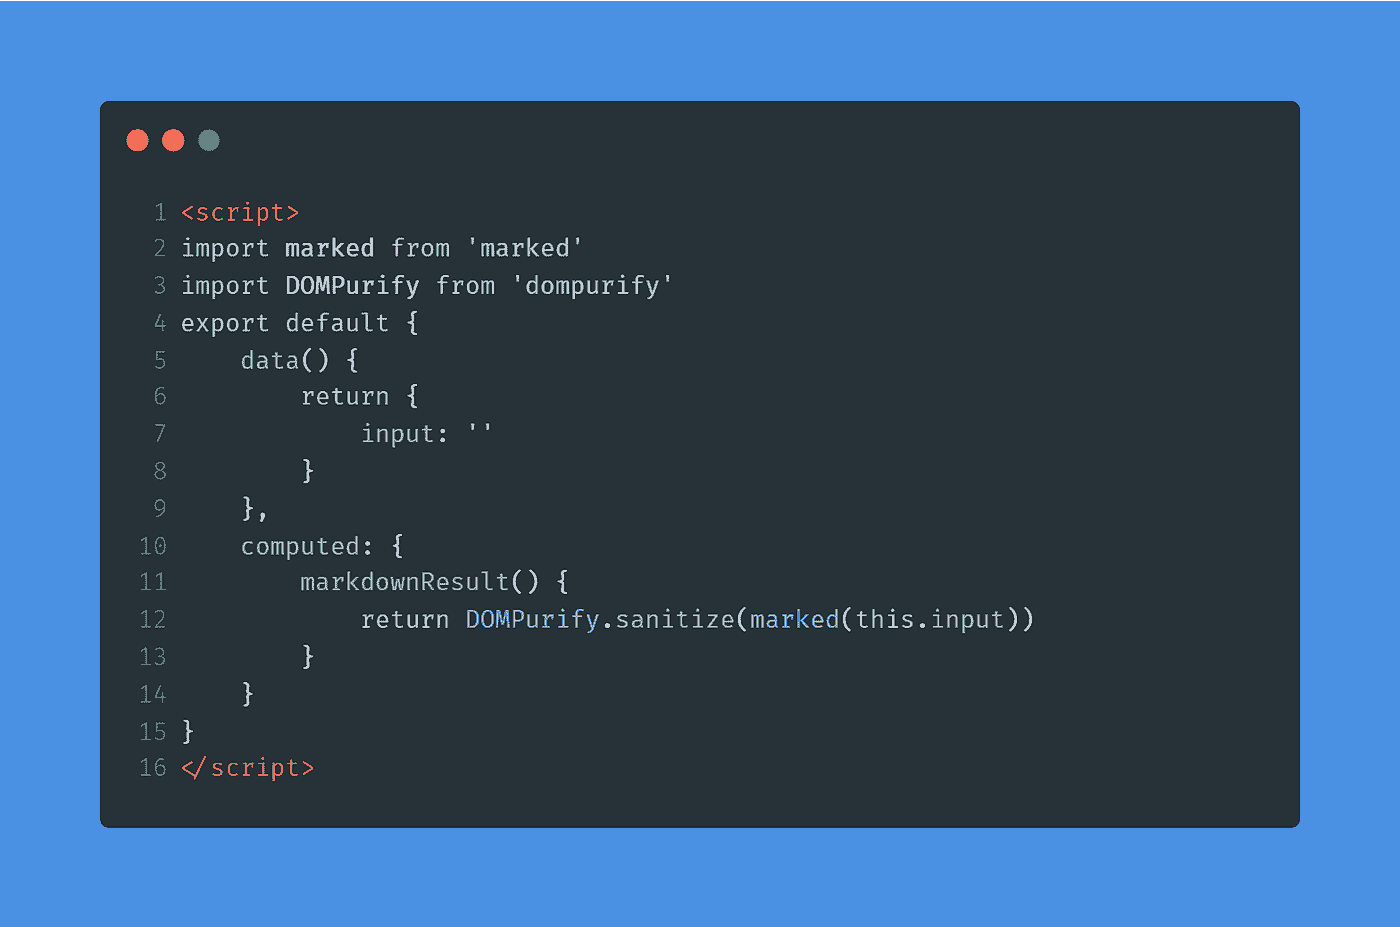 1 <script>
2 import marked from 'marked'
3 import DOMPurify from 'dompurify'
4 export default {
5     data() {
6         return {
7             input: ''
8         }
9     },
10     computed: {
11         markdownResult() {
12             return DOMPurify.sanitize(marked(this.input))
13         }
14     }
15 }
16 </script>